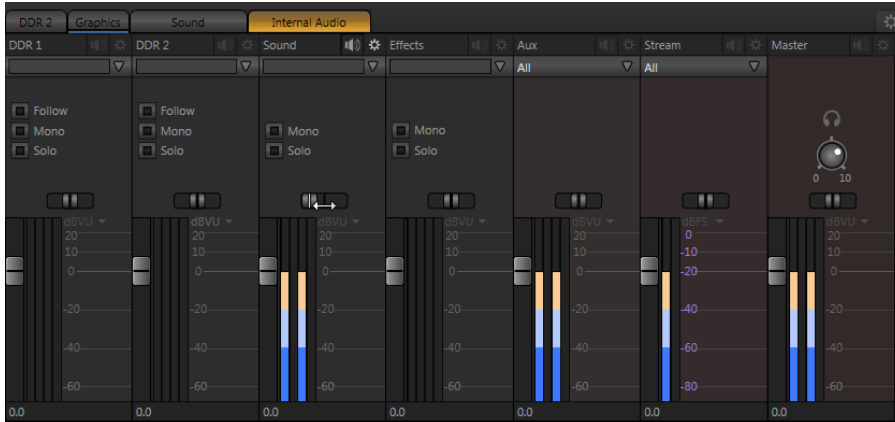 DDR 2 Graphics Sound Internal Audio
DDR 1 DDR 2 Sound Effects Aux Stream Master
All All
Follow Follow
Mono Mono Mono Mono
Solo Solo Solo Solo
0 10
dBVU dBVU dBVU dBVU dBVU dBFS dBVU
20 20 20 20 20 0 20
10 10 10 10 10 -10 10
0 0 0 0 0 -20 0
-20 -20 -20 -20 -20 -40 -20
-40 -40 -40 -40 -40 -60 -40
-60 -60 -60 -60 -60 -80 -60
0.0 0.0 0.0 0.0 0.0 0.0 0.0